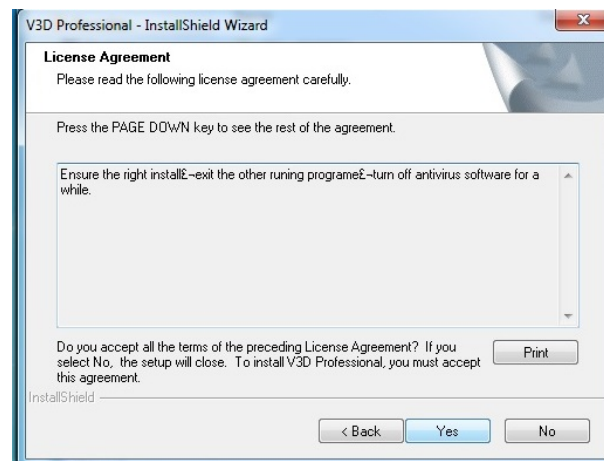 V3D Professional - InstallShield Wizard
License Agreement
Please read the following license agreement carefully.
Press the PAGE DOWN key to see the rest of the agreement.
Ensure the right install£¬exit the other runing programe£¬turn off antivirus software for a
while.
Do you accept all the terms of the preceding License Agreement? If you
select No, the setup will close. To install V3D Professional, you must accept
this agreement.
Print
InstallShield
< Back
Yes
No